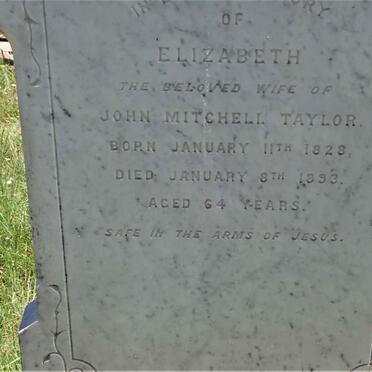 IN
OF
ELIZABETH
THE BELOVED WIFE OF
JOHN MITCHELL TAYLOR.
BORN JANUARY 11TH 1828,
DIED JANUARY 8TH 1893.
AGED 64 YEARS.
SAFE IN THE ARMS OF JESUS.